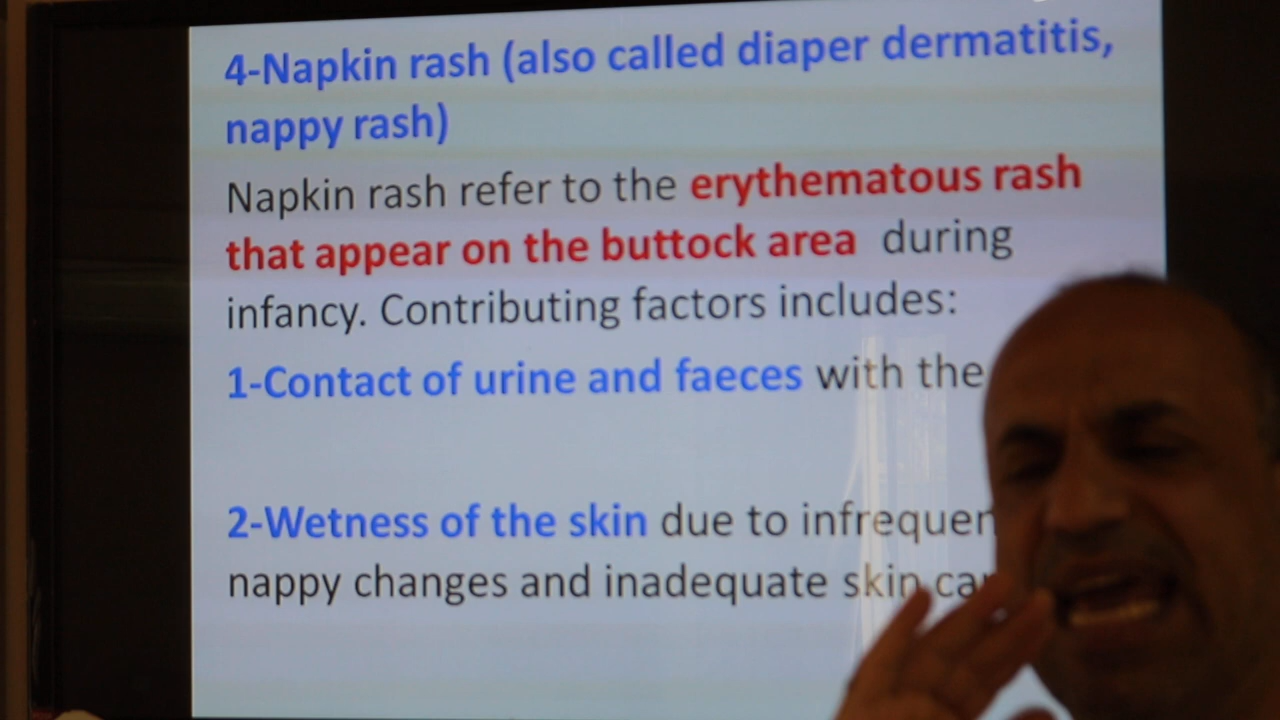 4-Napkin rash (also called diaper dermatitis,
nappy rash)
Napkin rash refer to the erythematous rash
that appear on the buttock area during
infancy. Contributing factors includes:
1-Contact of urine and faeces with the
2-Wetness of the skin due to
nappy changes and inadequate skin